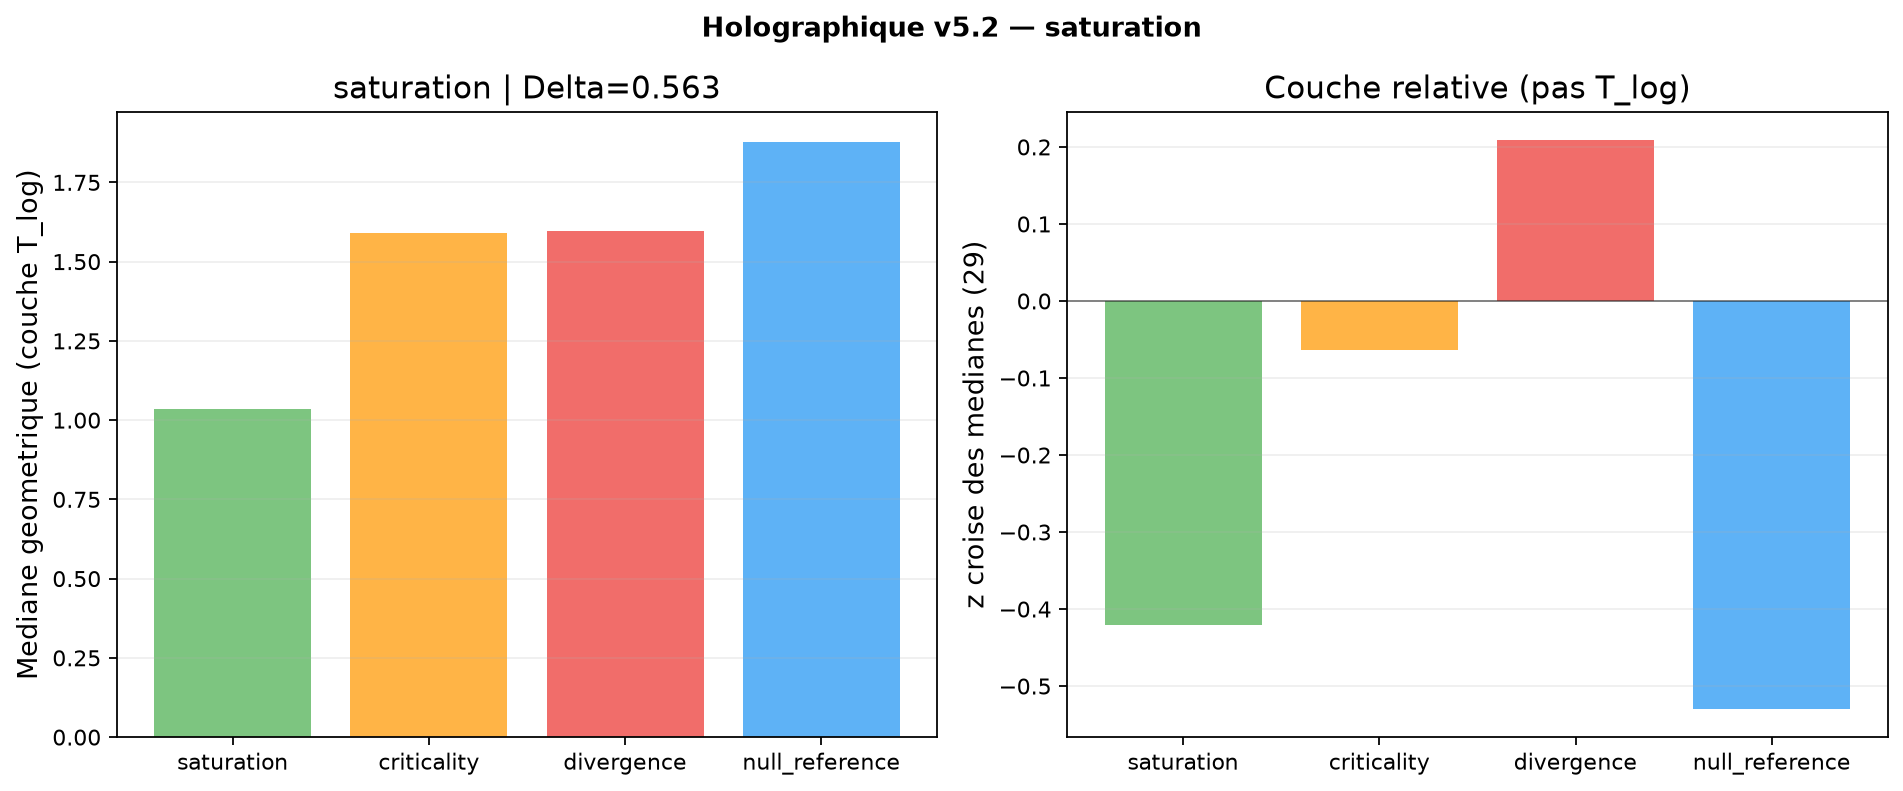 Holographique v5.2 — saturation
saturation | Delta=0.563
Mediane geometrique (couche T_log)
1.75
1.50
1.25
1.00
0.75
0.50
0.25
0.00
saturation
criticality
divergence
null_reference
Couche relative (pas T_log)
z croise des medianes (29)
0.2
0.1
0.0
−0.1
−0.2
−0.3
−0.4
−0.5
saturation
criticality
divergence
null_reference